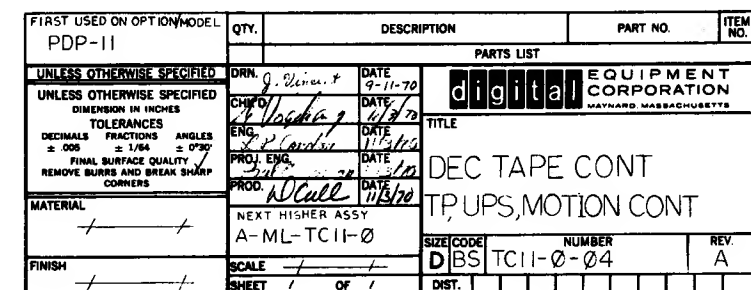 FIRST USED ON OPTION/MODEL
PDP-11
QTY.
DESCRIPTION
PART NO.
ITEM NO.
PARTS LIST
UNLESS OTHERWISE SPECIFIED
UNLESS OTHERWISE SPECIFIED
DIMENSION IN INCHES
TOLERANCES
DECIMALS FRACTIONS ANGLES
± .005 ± 1/64 ± 0°30'
FINAL SURFACE QUALITY
REMOVE BURRS AND BREAK SHARP
CORNERS
MATERIAL
FINISH
DRN. J. Vincent
DATE 9-11-70
CHK'D
DATE
ENG.
DATE
PROJ. ENG.
DATE
PROD.
DATE 11/3/70
NEXT HIGHER ASSY
A-ML-TC11-Ø
SCALE
SHEET 1 OF 1
digital EQUIPMENT
CORPORATION
MAYNARD, MASSACHUSETTS
TITLE
DEC TAPE CONT
TP, UPS, MOTION CONT
SIZE CODE NUMBER REV.
D BS TC11-Ø-Ø4 A
DIST.